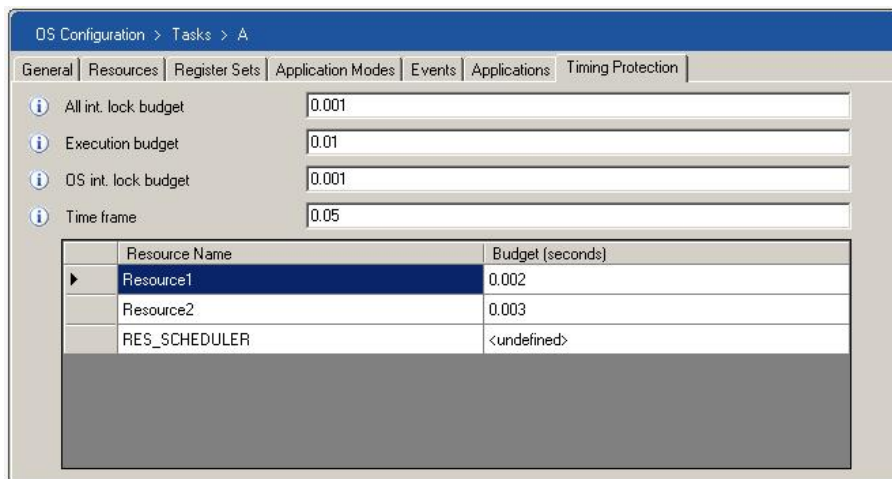 OS Configuration > Tasks > A
General Resources Register Sets Application Modes Events Applications Timing Protection
All int. lock budget 0.001
Execution budget 0.01
OS int. lock budget 0.001
Time frame 0.05
Resource Name Budget (seconds)
Resource1 0.002
Resource2 0.003
RES_SCHEDULER <undefined>